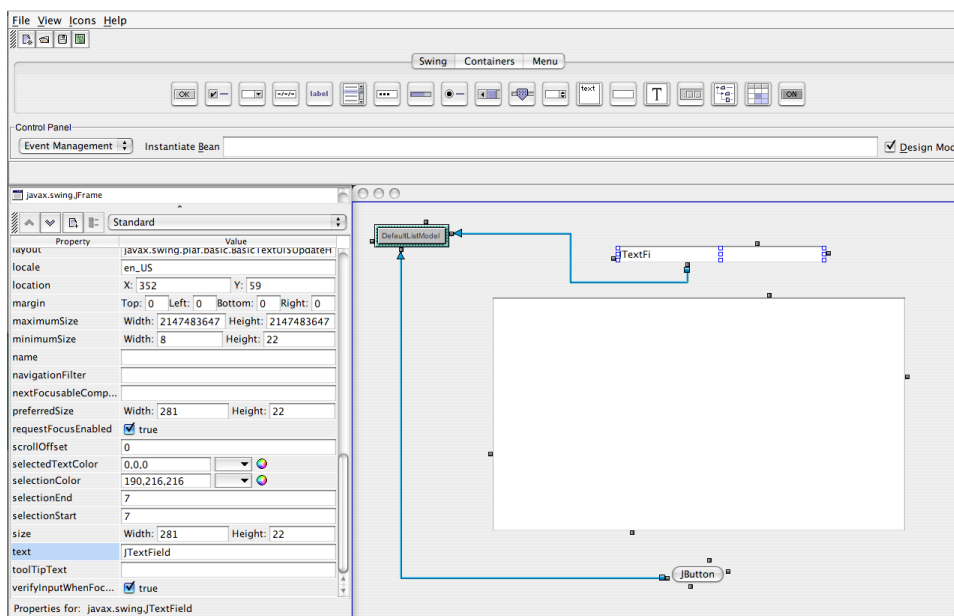 File View Icons Help
Swing Containers Menu
OK label text T ON
Control Panel
Event Management Instantiate Bean Design Mod
javax.swing.JFrame
Standard
Property Value
layout javax.swing.plaf.basic.BasicTextUI$UpdateH
locale en_US
location X: 352 Y: 59
margin Top: 0 Left: 0 Bottom: 0 Right: 0
maximumSize Width: 2147483647 Height: 2147483647
minimumSize Width: 8 Height: 22
name
navigationFilter
nextFocusableComp...
preferredSize Width: 281 Height: 22
requestFocusEnabled true
scrollOffset 0
selectedTextColor 0,0,0
selectionColor 190,216,216
selectionEnd 7
selectionStart 7
size Width: 281 Height: 22
text JTextField
toolTipText
verifyInputWhenFoc... true
Properties for: javax.swing.JTextField
DefaultListModel
JTextFi
JButton